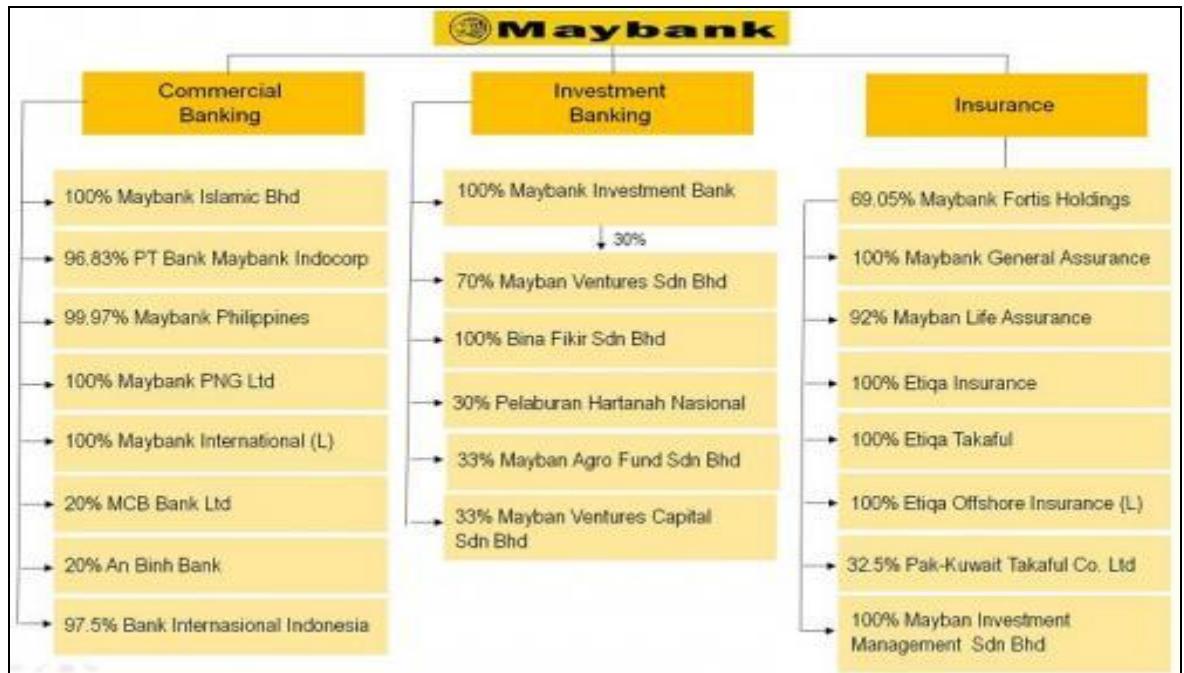 Maybank
Commercial
Banking
100% Maybank Islamic Bhd
96.83% PT Bank Maybank Indocorp
99.97% Maybank Philippines
100% Maybank PNG Ltd
100% Maybank International (L)
20% MCB Bank Ltd
20% An Binh Bank
97.5% Bank Internasional Indonesia
Investment
Banking
100% Maybank Investment Bank
30%
70% Mayban Ventures Sdn Bhd
100% Bina Fikir Sdn Bhd
30% Pelaburan Hartanah Nasional
33% Mayban Agro Fund Sdn Bhd
33% Mayban Ventures Capital
Sdn Bhd
Insurance
69.05% Maybank Fortis Holdings
100% Maybank General Assurance
92% Mayban Life Assurance
100% Etiqa Insurance
100% Etiqa Takaful
100% Etiqa Offshore Insurance (L)
32.5% Pak-Kuwait Takaful Co. Ltd
100% Mayban Investment
Management Sdn Bhd